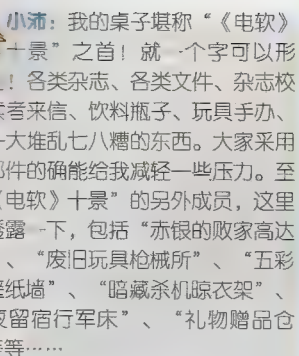 小沛：我的桌子堪称“《电软》
十景”之首！就一个字可以形
！各类杂志、各类文件、杂志校
者来信、饮料瓶子、玩具手办、
一大堆乱七八糟的东西。大家采用
邮件的确能给我减轻一些压力。至
《电软》十景”的另外成员，这里
透露一下，包括“赤银的败家高达
、“废旧玩具枪械所”、“五彩
壁纸墙”、“暗藏杀机晾衣架”、
夜留宿行军床”、“礼物赠品仓
等等……